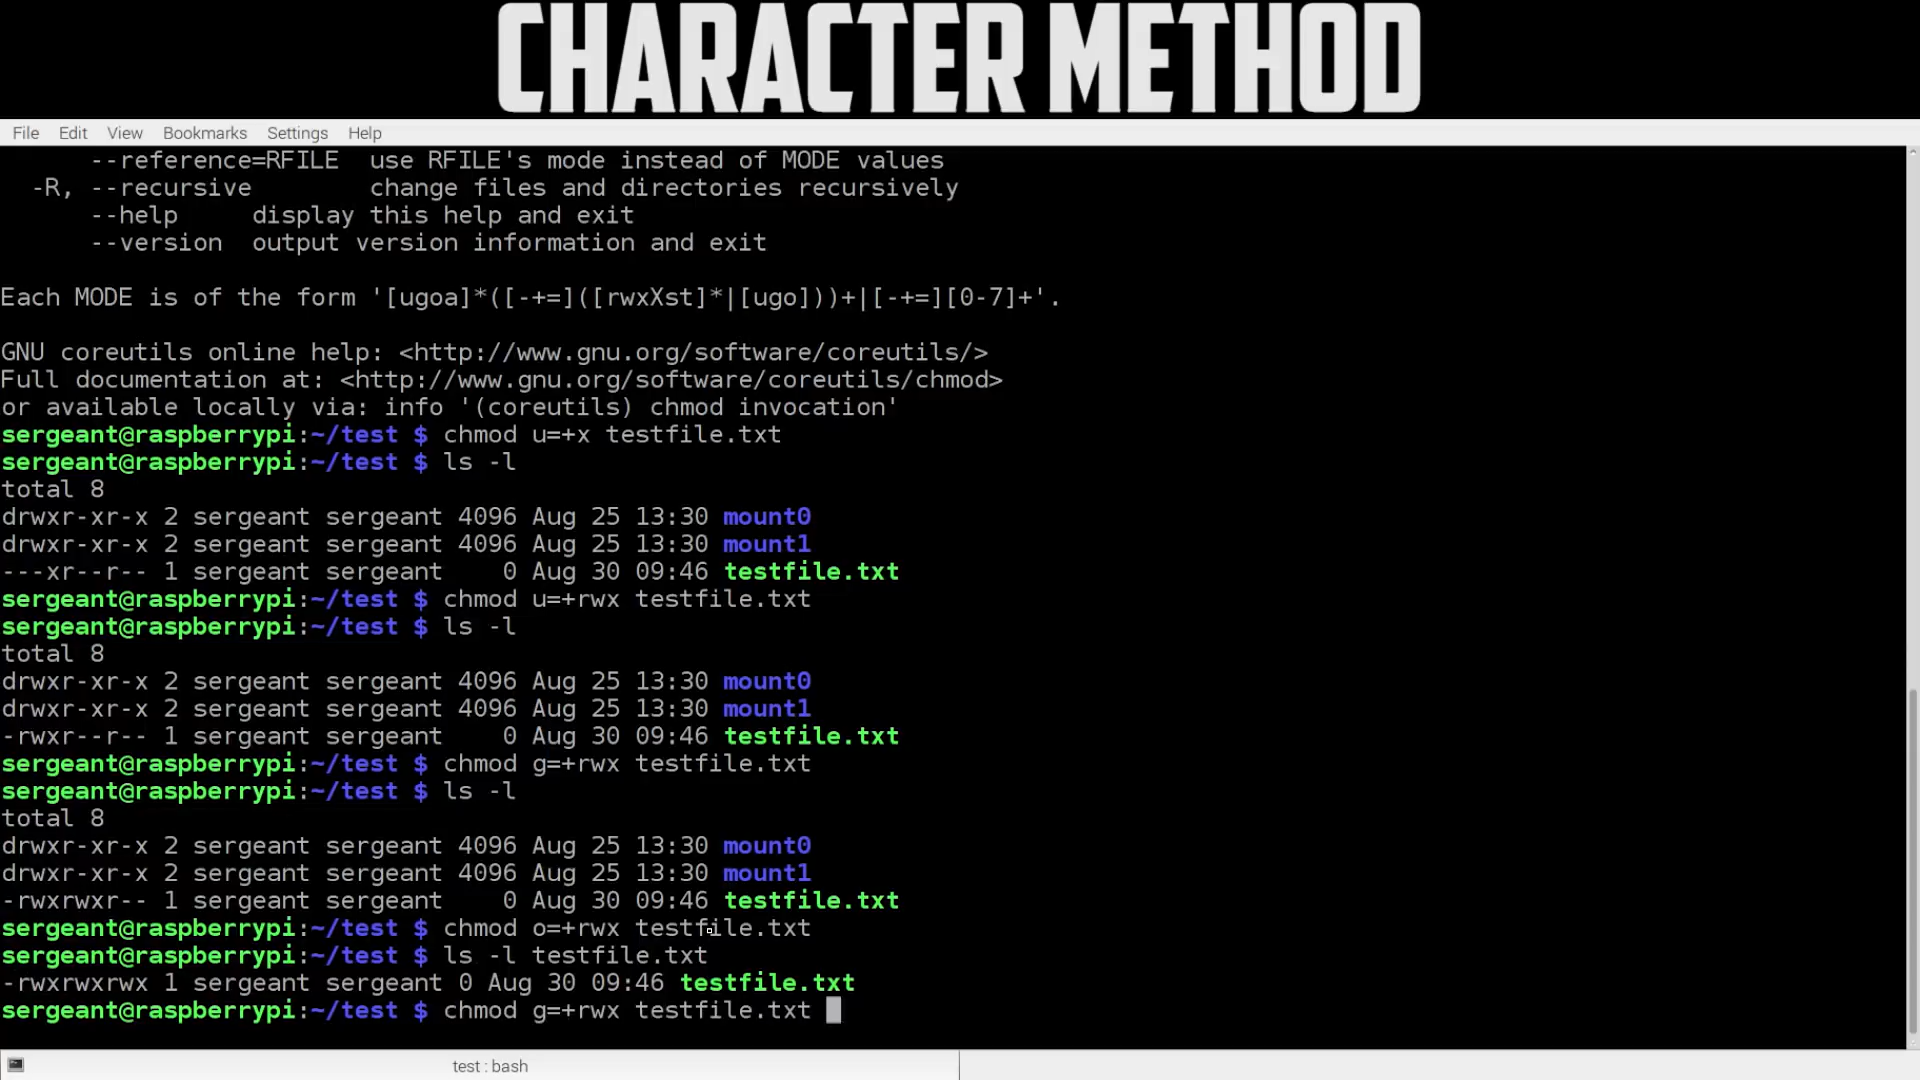 CHARACTER METHOD
File Edit View Bookmarks Settings Help
--reference=RFILE use RFILE's mode instead of MODE values
-R, --recursive change files and directories recursively
--help display this help and exit
--version output version information and exit
Each MODE is of the form '[ugoa]*([-+=]([rwxXst]*|[ugo]))+|[-+=][0-7]+'.
GNU coreutils online help: <http://www.gnu.org/software/coreutils/>
Full documentation at: <http://www.gnu.org/software/coreutils/chmod>
or available locally via: info '(coreutils) chmod invocation'
sergeant@raspberrypi:~/test $ chmod u=+x testfile.txt
sergeant@raspberrypi:~/test $ ls -l
total 8
drwxr-xr-x 2 sergeant sergeant 4096 Aug 25 13:30 mount0
drwxr-xr-x 2 sergeant sergeant 4096 Aug 25 13:30 mount1
---xr--r-- 1 sergeant sergeant 0 Aug 30 09:46 testfile.txt
sergeant@raspberrypi:~/test $ chmod u=+rwx testfile.txt
sergeant@raspberrypi:~/test $ ls -l
total 8
drwxr-xr-x 2 sergeant sergeant 4096 Aug 25 13:30 mount0
drwxr-xr-x 2 sergeant sergeant 4096 Aug 25 13:30 mount1
-rwxr--r-- 1 sergeant sergeant 0 Aug 30 09:46 testfile.txt
sergeant@raspberrypi:~/test $ chmod g=+rwx testfile.txt
sergeant@raspberrypi:~/test $ ls -l
total 8
drwxr-xr-x 2 sergeant sergeant 4096 Aug 25 13:30 mount0
drwxr-xr-x 2 sergeant sergeant 4096 Aug 25 13:30 mount1
-rwxrwxr-- 1 sergeant sergeant 0 Aug 30 09:46 testfile.txt
sergeant@raspberrypi:~/test $ chmod o=+rwx testfile.txt
sergeant@raspberrypi:~/test $ ls -l testfile.txt
-rwxrwxrwx 1 sergeant sergeant 0 Aug 30 09:46 testfile.txt
sergeant@raspberrypi:~/test $ chmod g=+rwx testfile.txt
test : bash